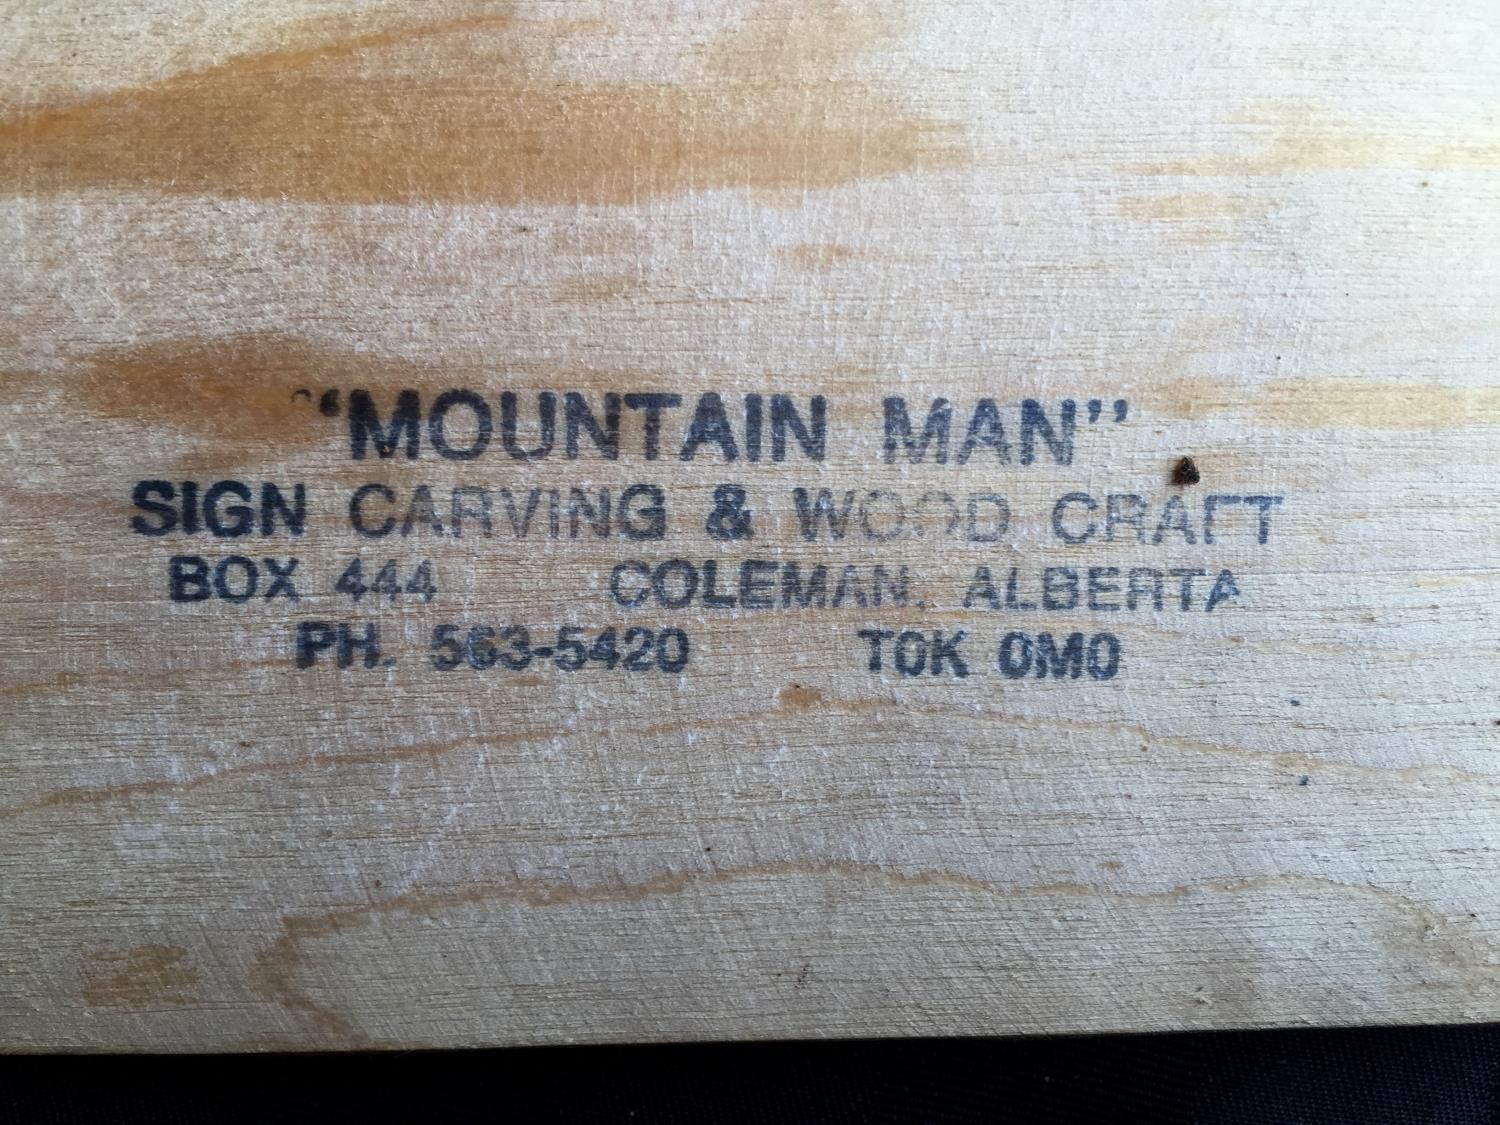 "MOUNTAIN MAN"
SIGN CARVING & WOOD CRAFT
BOX 444 COLEMAN, ALBERTA
PH. 563-5420 T0K 0M0